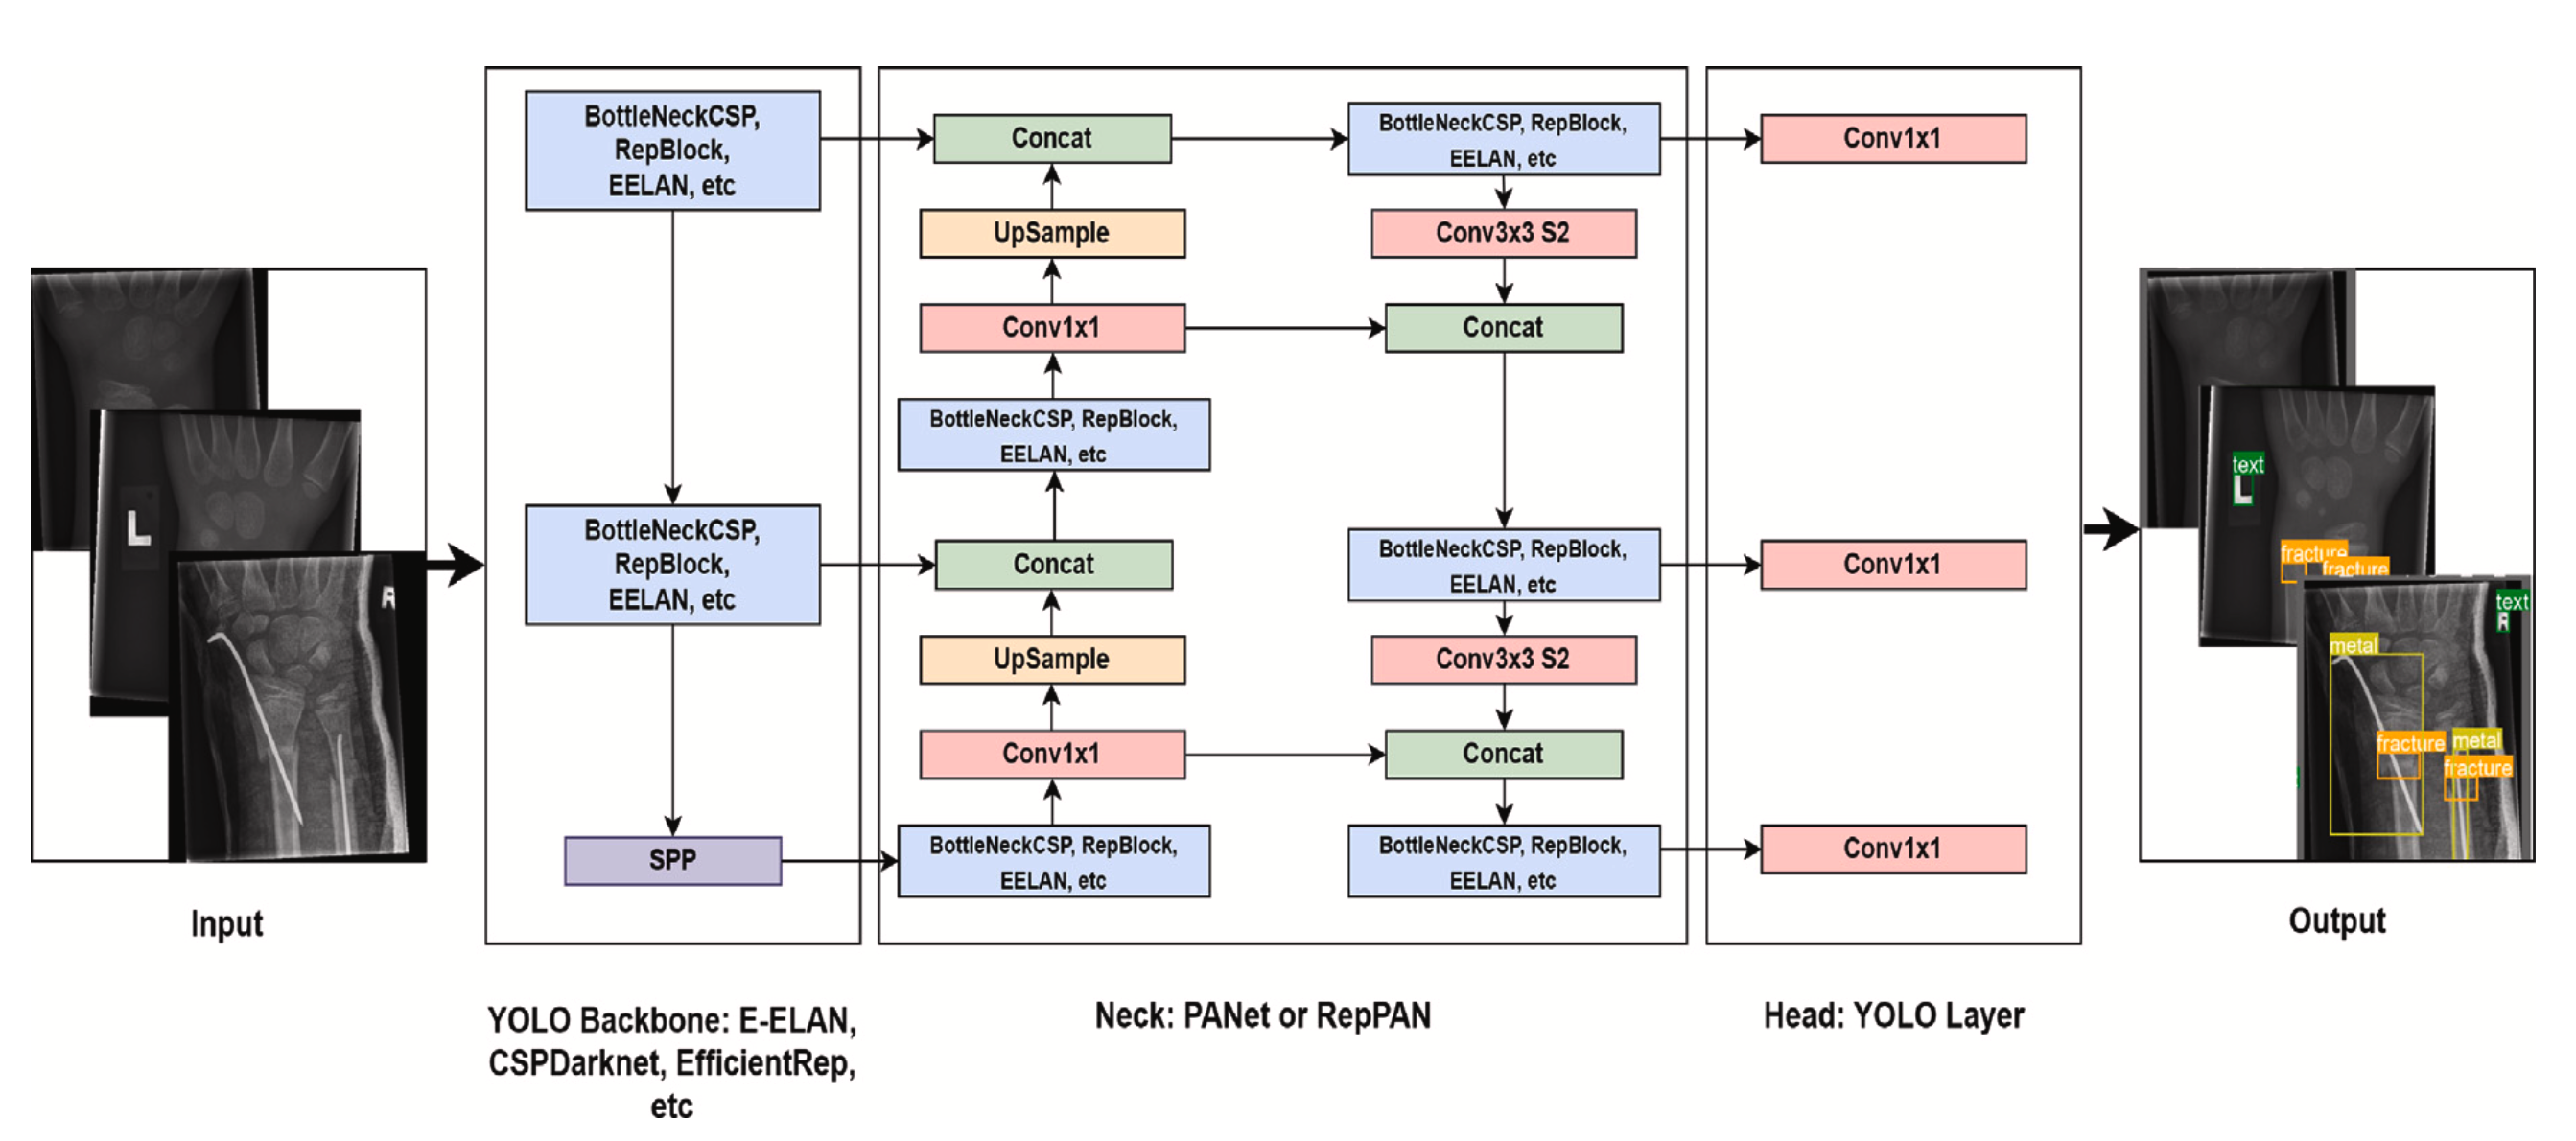 L
R
Input
BottleNeckCSP,
RepBlock,
EELAN, etc
BottleNeckCSP,
RepBlock,
EELAN, etc
SPP
YOLO Backbone: E-ELAN,
CSPDarknet, EfficientRep,
etc
Concat
UpSample
Conv1x1
BottleNeckCSP, RepBlock,
EELAN, etc
Concat
UpSample
Conv1x1
BottleNeckCSP, RepBlock,
EELAN, etc
BottleNeckCSP, RepBlock,
EELAN, etc
Conv3x3 S2
Concat
BottleNeckCSP, RepBlock,
EELAN, etc
Conv3x3 S2
Concat
BottleNeckCSP, RepBlock,
EELAN, etc
Neck: PANet or RepPAN
Conv1x1
Conv1x1
Conv1x1
Head: YOLO Layer
text
L
fracture
fracture
text
R
metal
fracture
metal
fracture
Output